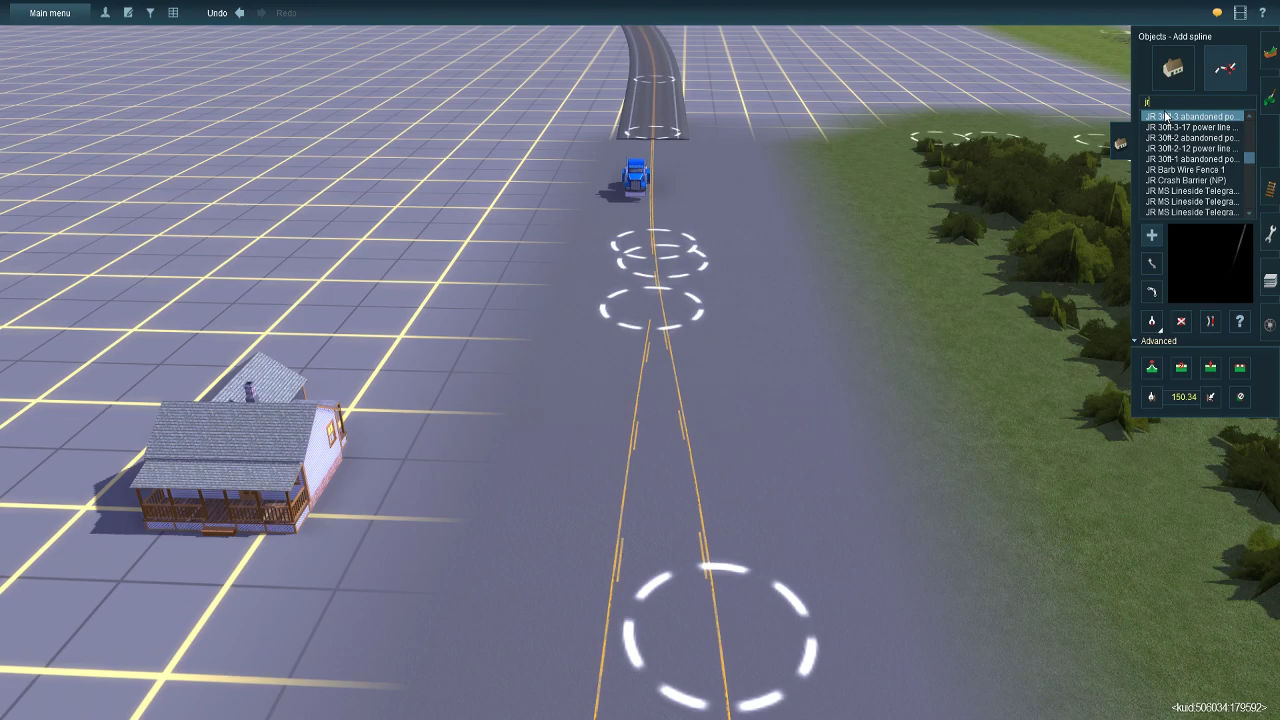 Main menu Undo Redo ?
Objects - Add spline
jr
JR 30ft-3 abandoned po...
JR 30ft-3-17 power line ...
JR 30ft-2 abandoned po...
JR 30ft-2-12 power line ...
JR 30ft-1 abandoned po...
JR Barb Wire Fence 1
JR Crash Barrier (NP)
JR MS Lineside Telegra...
JR MS Lineside Telegra...
JR MS Lineside Telegra...
?
Advanced
150.34
<kuid:506034:179592>